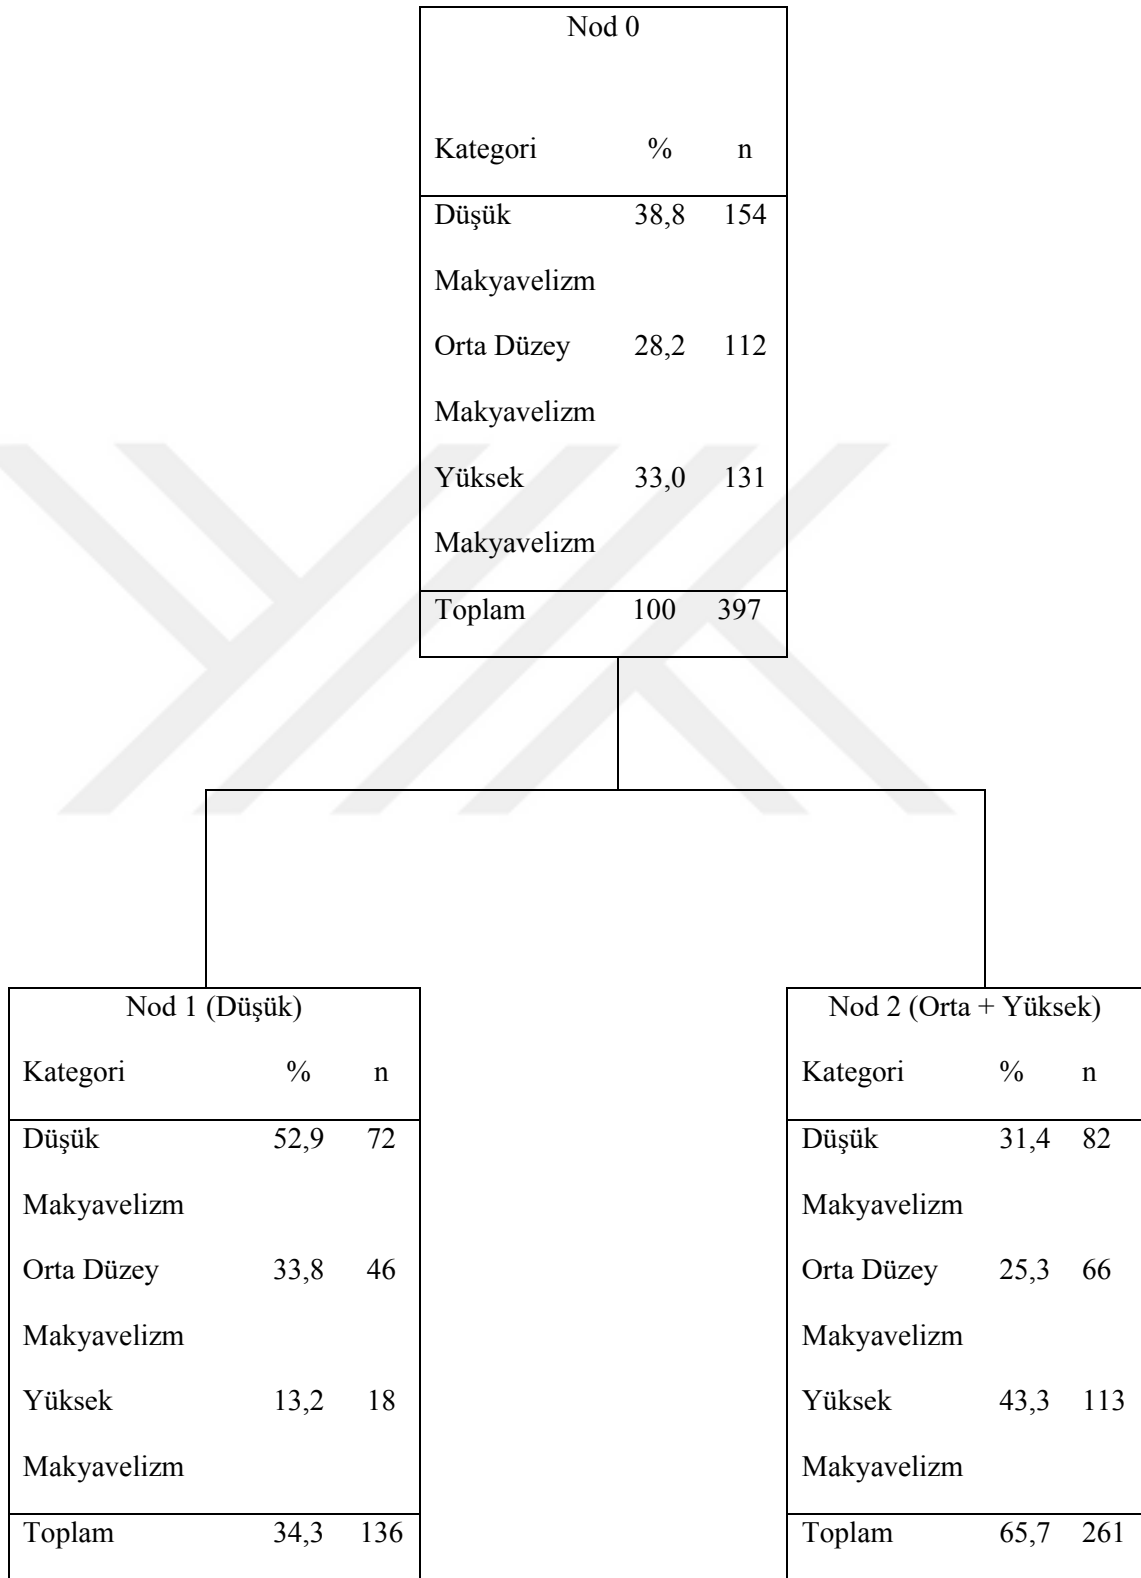 Nod 0
Kategori % n
Düşük 38,8 154
Makyavelizm
Orta Düzey 28,2 112
Makyavelizm
Yüksek 33,0 131
Makyavelizm
Toplam 100 397
Nod 1 (Düşük)
Kategori % n
Düşük 52,9 72
Makyavelizm
Orta Düzey 33,8 46
Makyavelizm
Yüksek 13,2 18
Makyavelizm
Toplam 34,3 136
Nod 2 (Orta + Yüksek)
Kategori % n
Düşük 31,4 82
Makyavelizm
Orta Düzey 25,3 66
Makyavelizm
Yüksek 43,3 113
Makyavelizm
Toplam 65,7 261